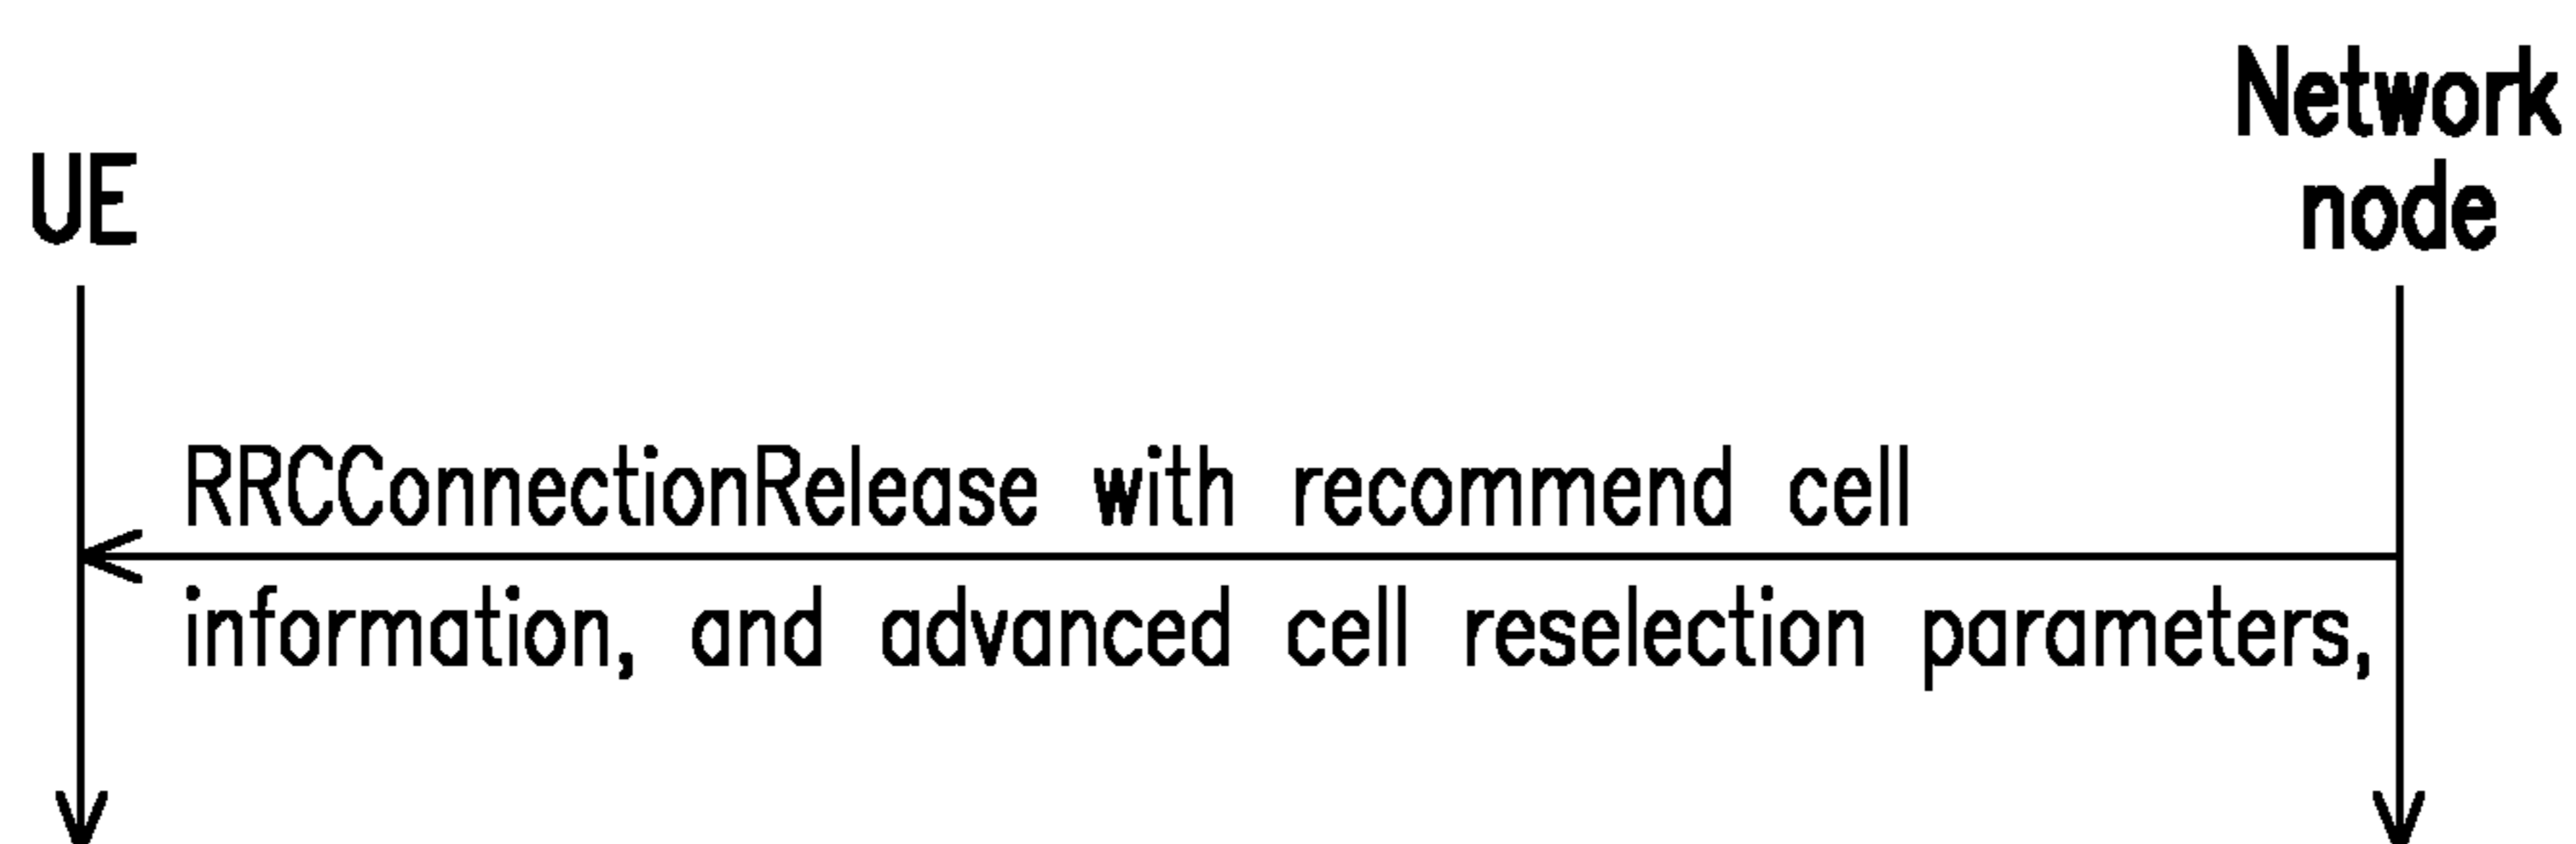 Network
node
UE
RRCConnectionRelease with recommend cell
information, and advanced cell reselection parameters,